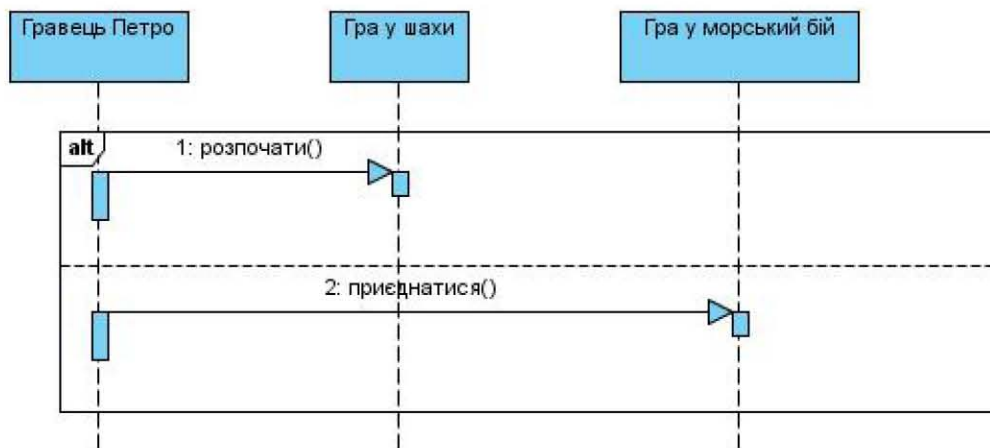 Гравець Петро
Гра у шахи
Гра у морський бій
alt
1: розпочати()
2: приєднатися()